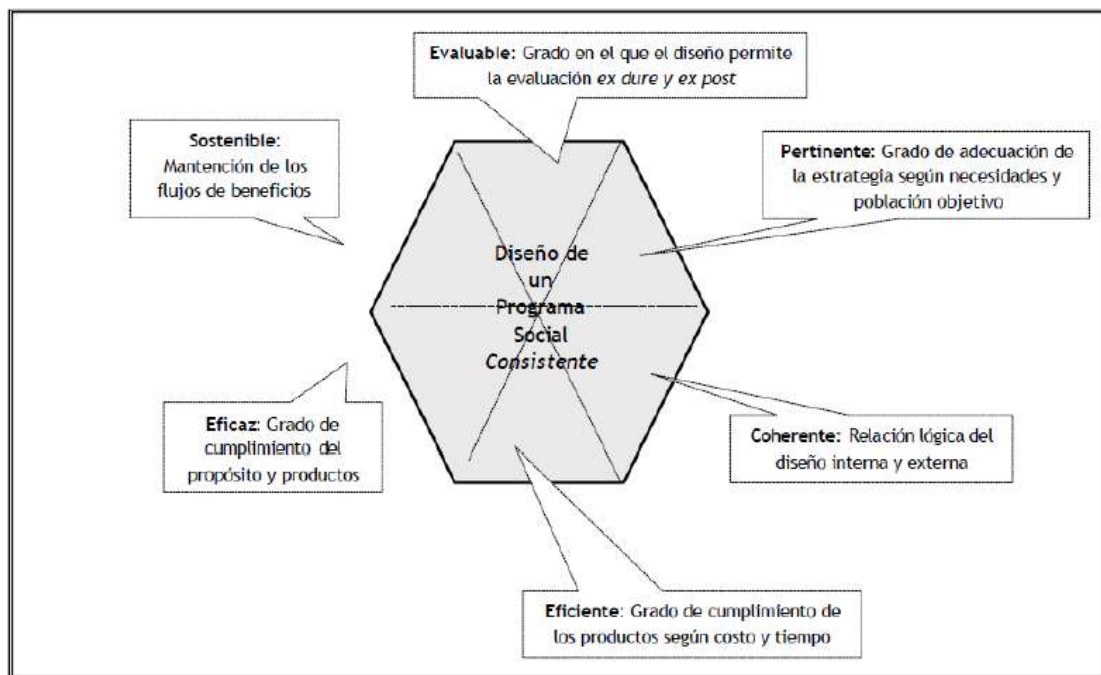 Evaluable: Grado en el que el diseño permite
la evaluación ex dure y ex post
Sostenible:
Mantención de los
flujos de beneficios
Pertinente: Grado de adecuación de
la estrategia según necesidades y
población objetivo
Diseño de
un
Programa
Social
Consistente
Eficaz: Grado de
cumplimiento del
propósito y productos
Coherente: Relación lógica del
diseño interna y externa
Eficiente: Grado de cumplimiento de
los productos según costo y tiempo